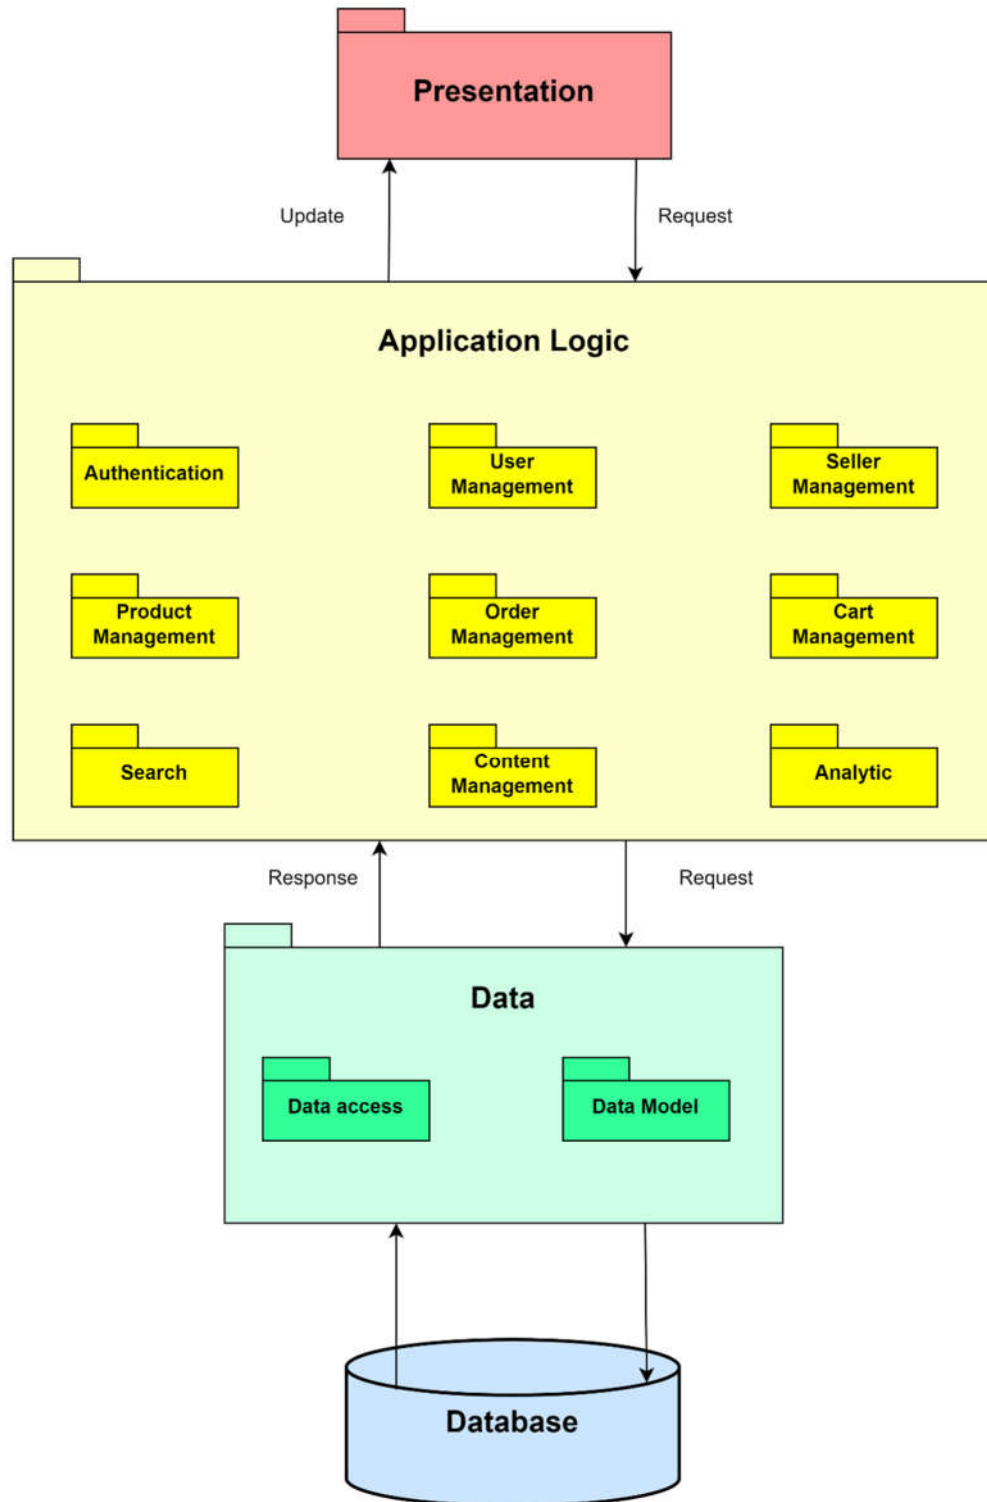 Presentation
Update
Request
Application Logic
Authentication
User
Management
Seller
Management
Product
Management
Order
Management
Cart
Management
Search
Content
Management
Analytic
Response
Request
Data
Data access
Data Model
Database